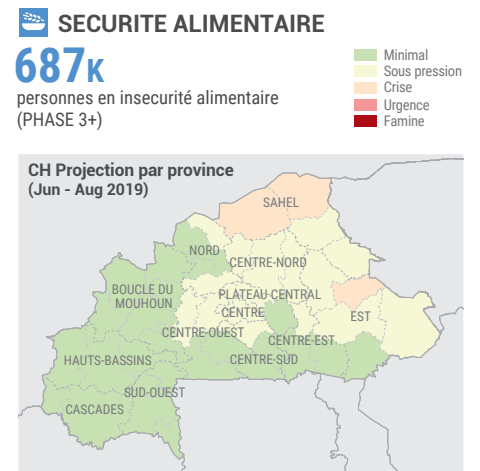 SECURITE ALIMENTAIRE
687K
personnes en insecurité alimentaire
(PHASE 3+)
Minimal
Sous pression
Crise
Urgence
Famine
CH Projection par province
(Jun - Aug 2019)
SAHEL
NORD
CENTRE-NORD
BOUCLE DU
MOUHOUN
PLATEAU-CENTRAL
CENTRE
EST
CENTRE-OUEST
CENTRE-EST
HAUTS-BASSINS
CENTRE-SUD
SUD-OUEST
CASCADES